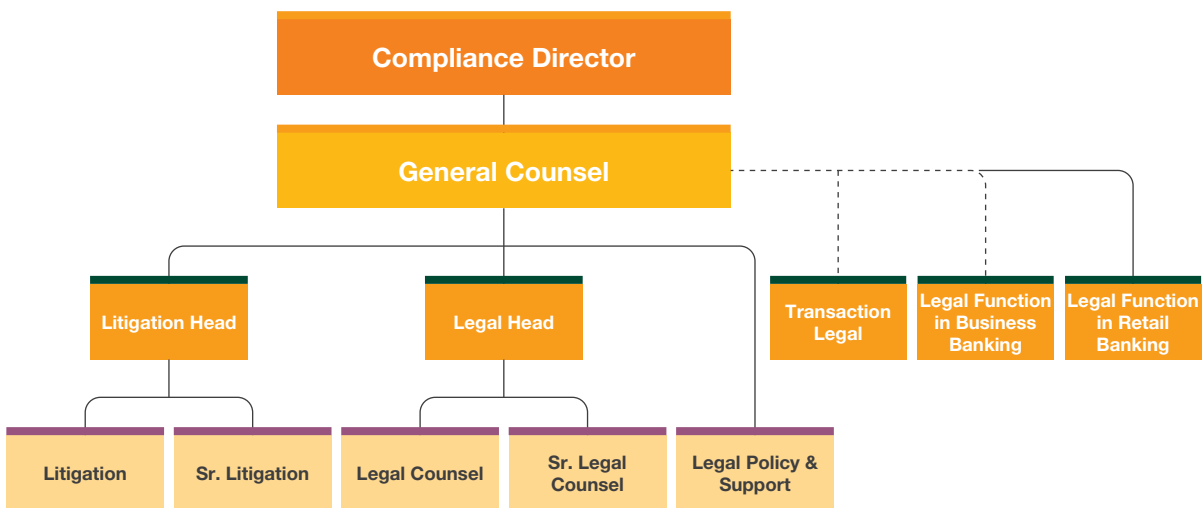 Compliance Director
General Counsel
Litigation Head
Legal Head
Transaction
Legal
Legal Function
in Business
Banking
Legal Function
in Retail
Banking
Litigation
Sr. Litigation
Legal Counsel
Sr. Legal
Counsel
Legal Policy &
Support